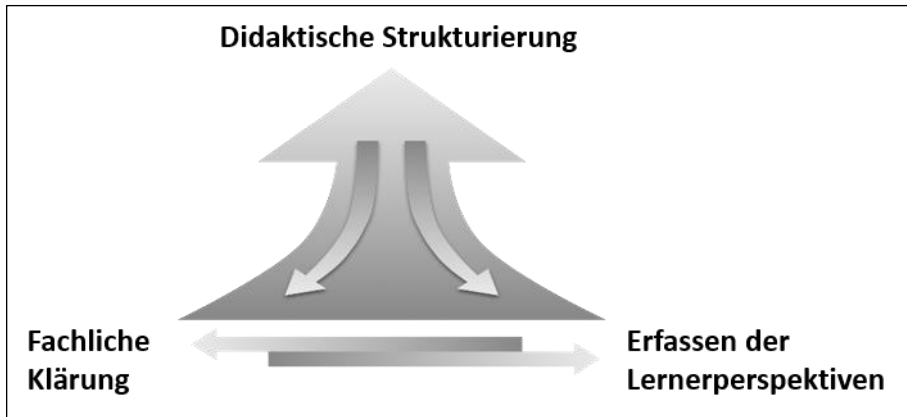 Didaktische Strukturierung
Fachliche
Klärung
Erfassen der
Lernerperspektiven